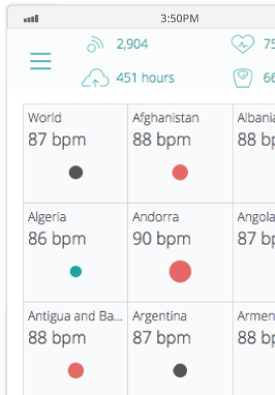 3:50PM
2,904
75
451 hours
66
World
Afghanistan
Albania
87 bpm
88 bpm
88 bp
Algeria
Andorra
Angola
86 bpm
90 bpm
87 bp
Antigua and Ba...
Argentina
Armen
88 bpm
87 bpm
88 bp